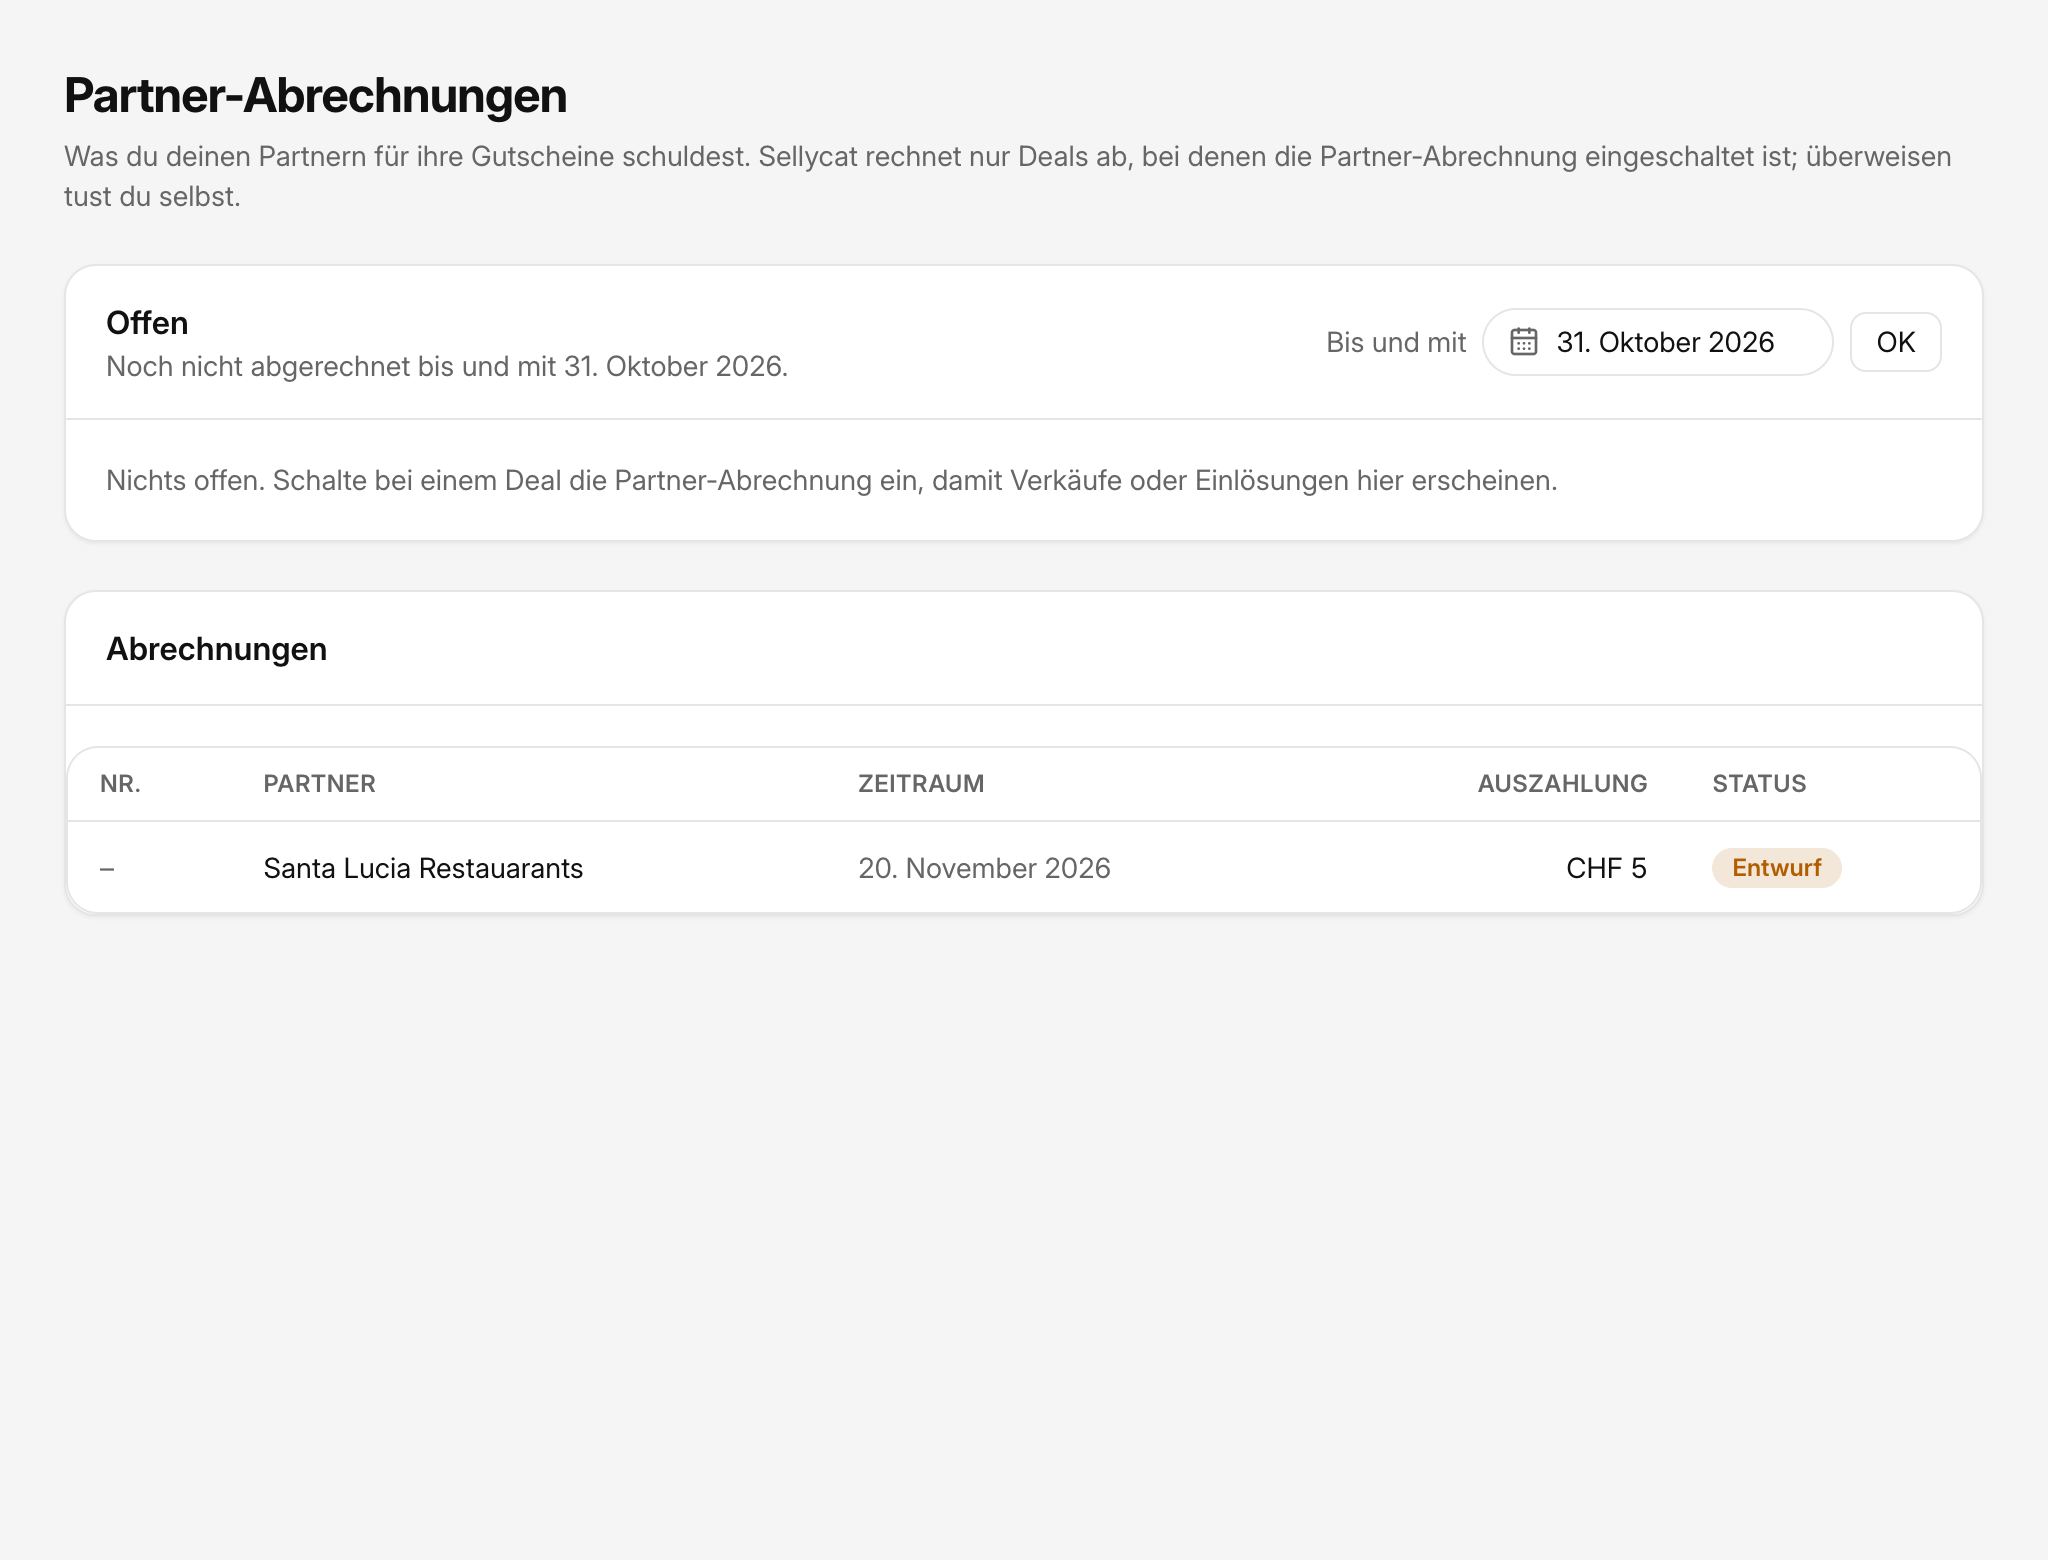 Partner-Abrechnungen
Was du deinen Partnern für ihre Gutscheine schuldest. Sellycat rechnet nur Deals ab, bei denen die Partner-Abrechnung eingeschaltet ist; überweisen
tust du selbst.
Offen
Noch nicht abgerechnet bis und mit 31. Oktober 2026.
Bis und mit 31. Oktober 2026 OK
Nichts offen. Schalte bei einem Deal die Partner-Abrechnung ein, damit Verkäufe oder Einlösungen hier erscheinen.
Abrechnungen
NR. PARTNER ZEITRAUM AUSZAHLUNG STATUS
– Santa Lucia Restauarants 20. November 2026 CHF 5 Entwurf